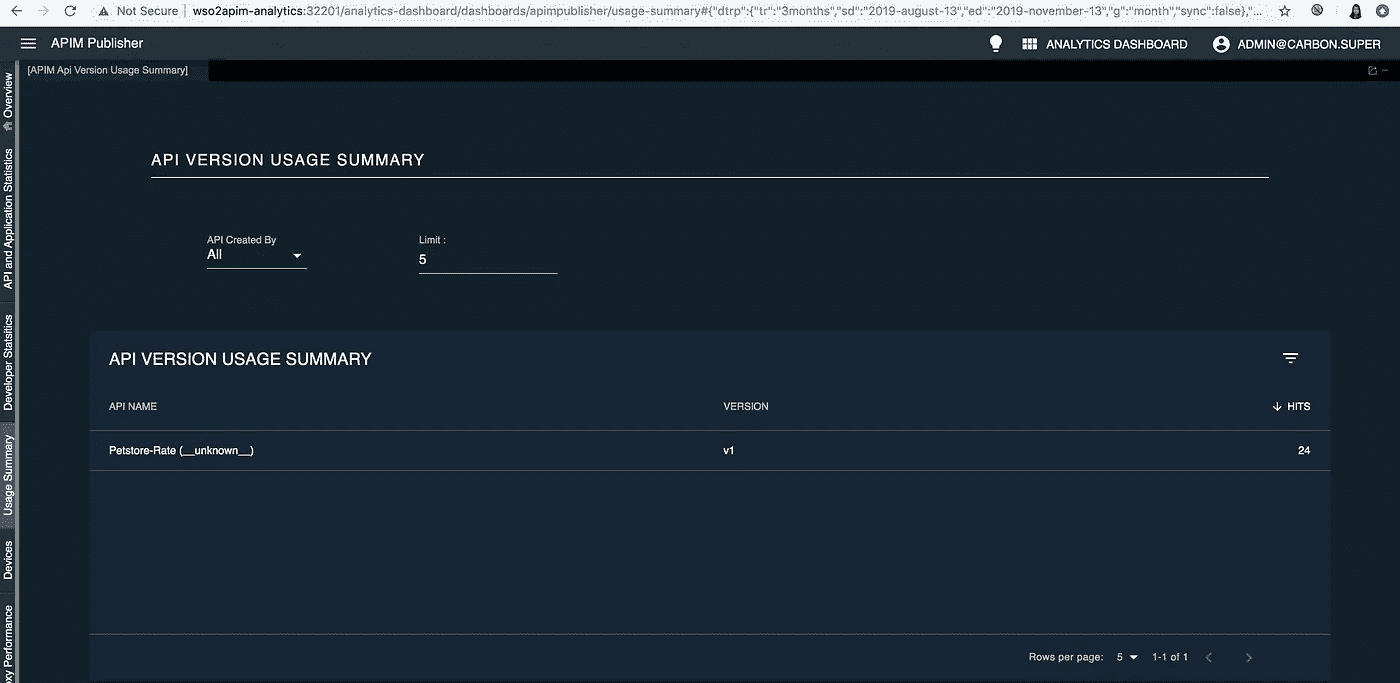 Not Secure wso2apim-analytics:32201/analytics-dashboard/dashboards/apimpublisher/usage-summary#{"dtrp":{"tr":"3months","sd":"2019-august-13","ed":"2019-november-13","g":"month","sync":false},"...
APIM Publisher ANALYTICS DASHBOARD ADMIN@CARBON.SUPER
[APIM Api Version Usage Summary]
Overview
API and Application Statistics
Developer Statsitics
Usage Summary
Devices
xy Performance
API VERSION USAGE SUMMARY
API Created By
All
Limit :
5
API VERSION USAGE SUMMARY
API NAME VERSION HITS
Petstore-Rate (__unknown__) v1 24
Rows per page: 5 1-1 of 1